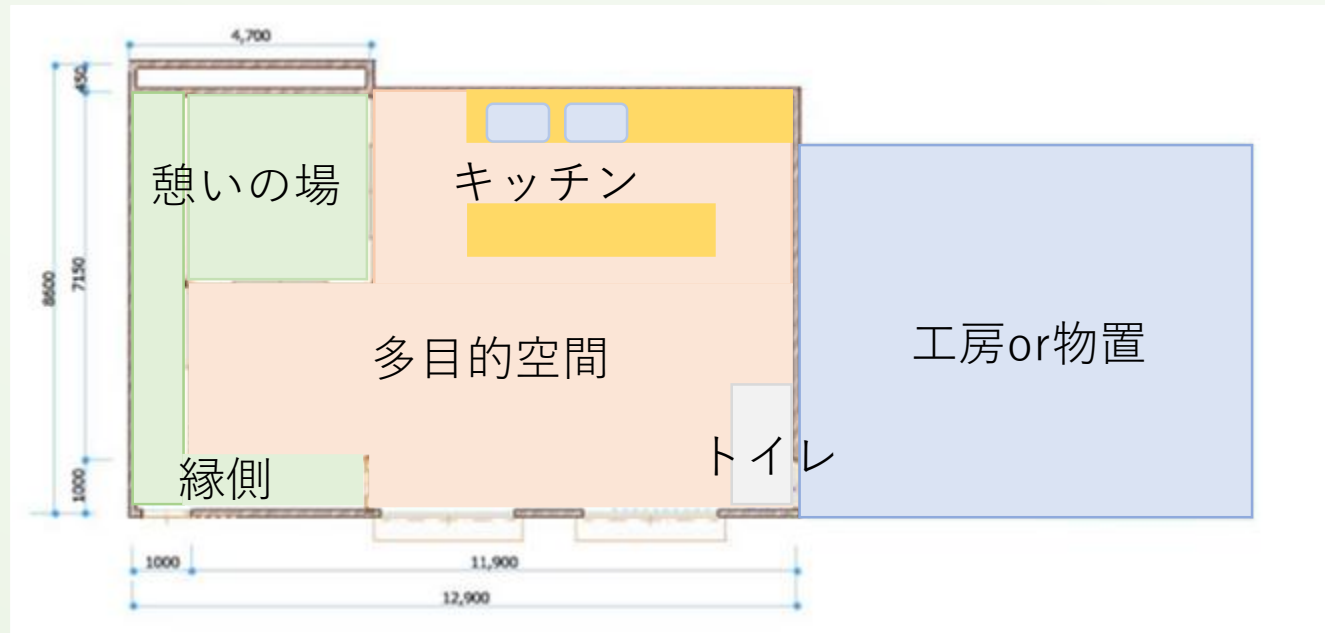 4,700
450
憩いの場
キッチン
7150
8600
工房or物置
多目的空間
トイレ
縁側
1000
1000
11,900
12,900